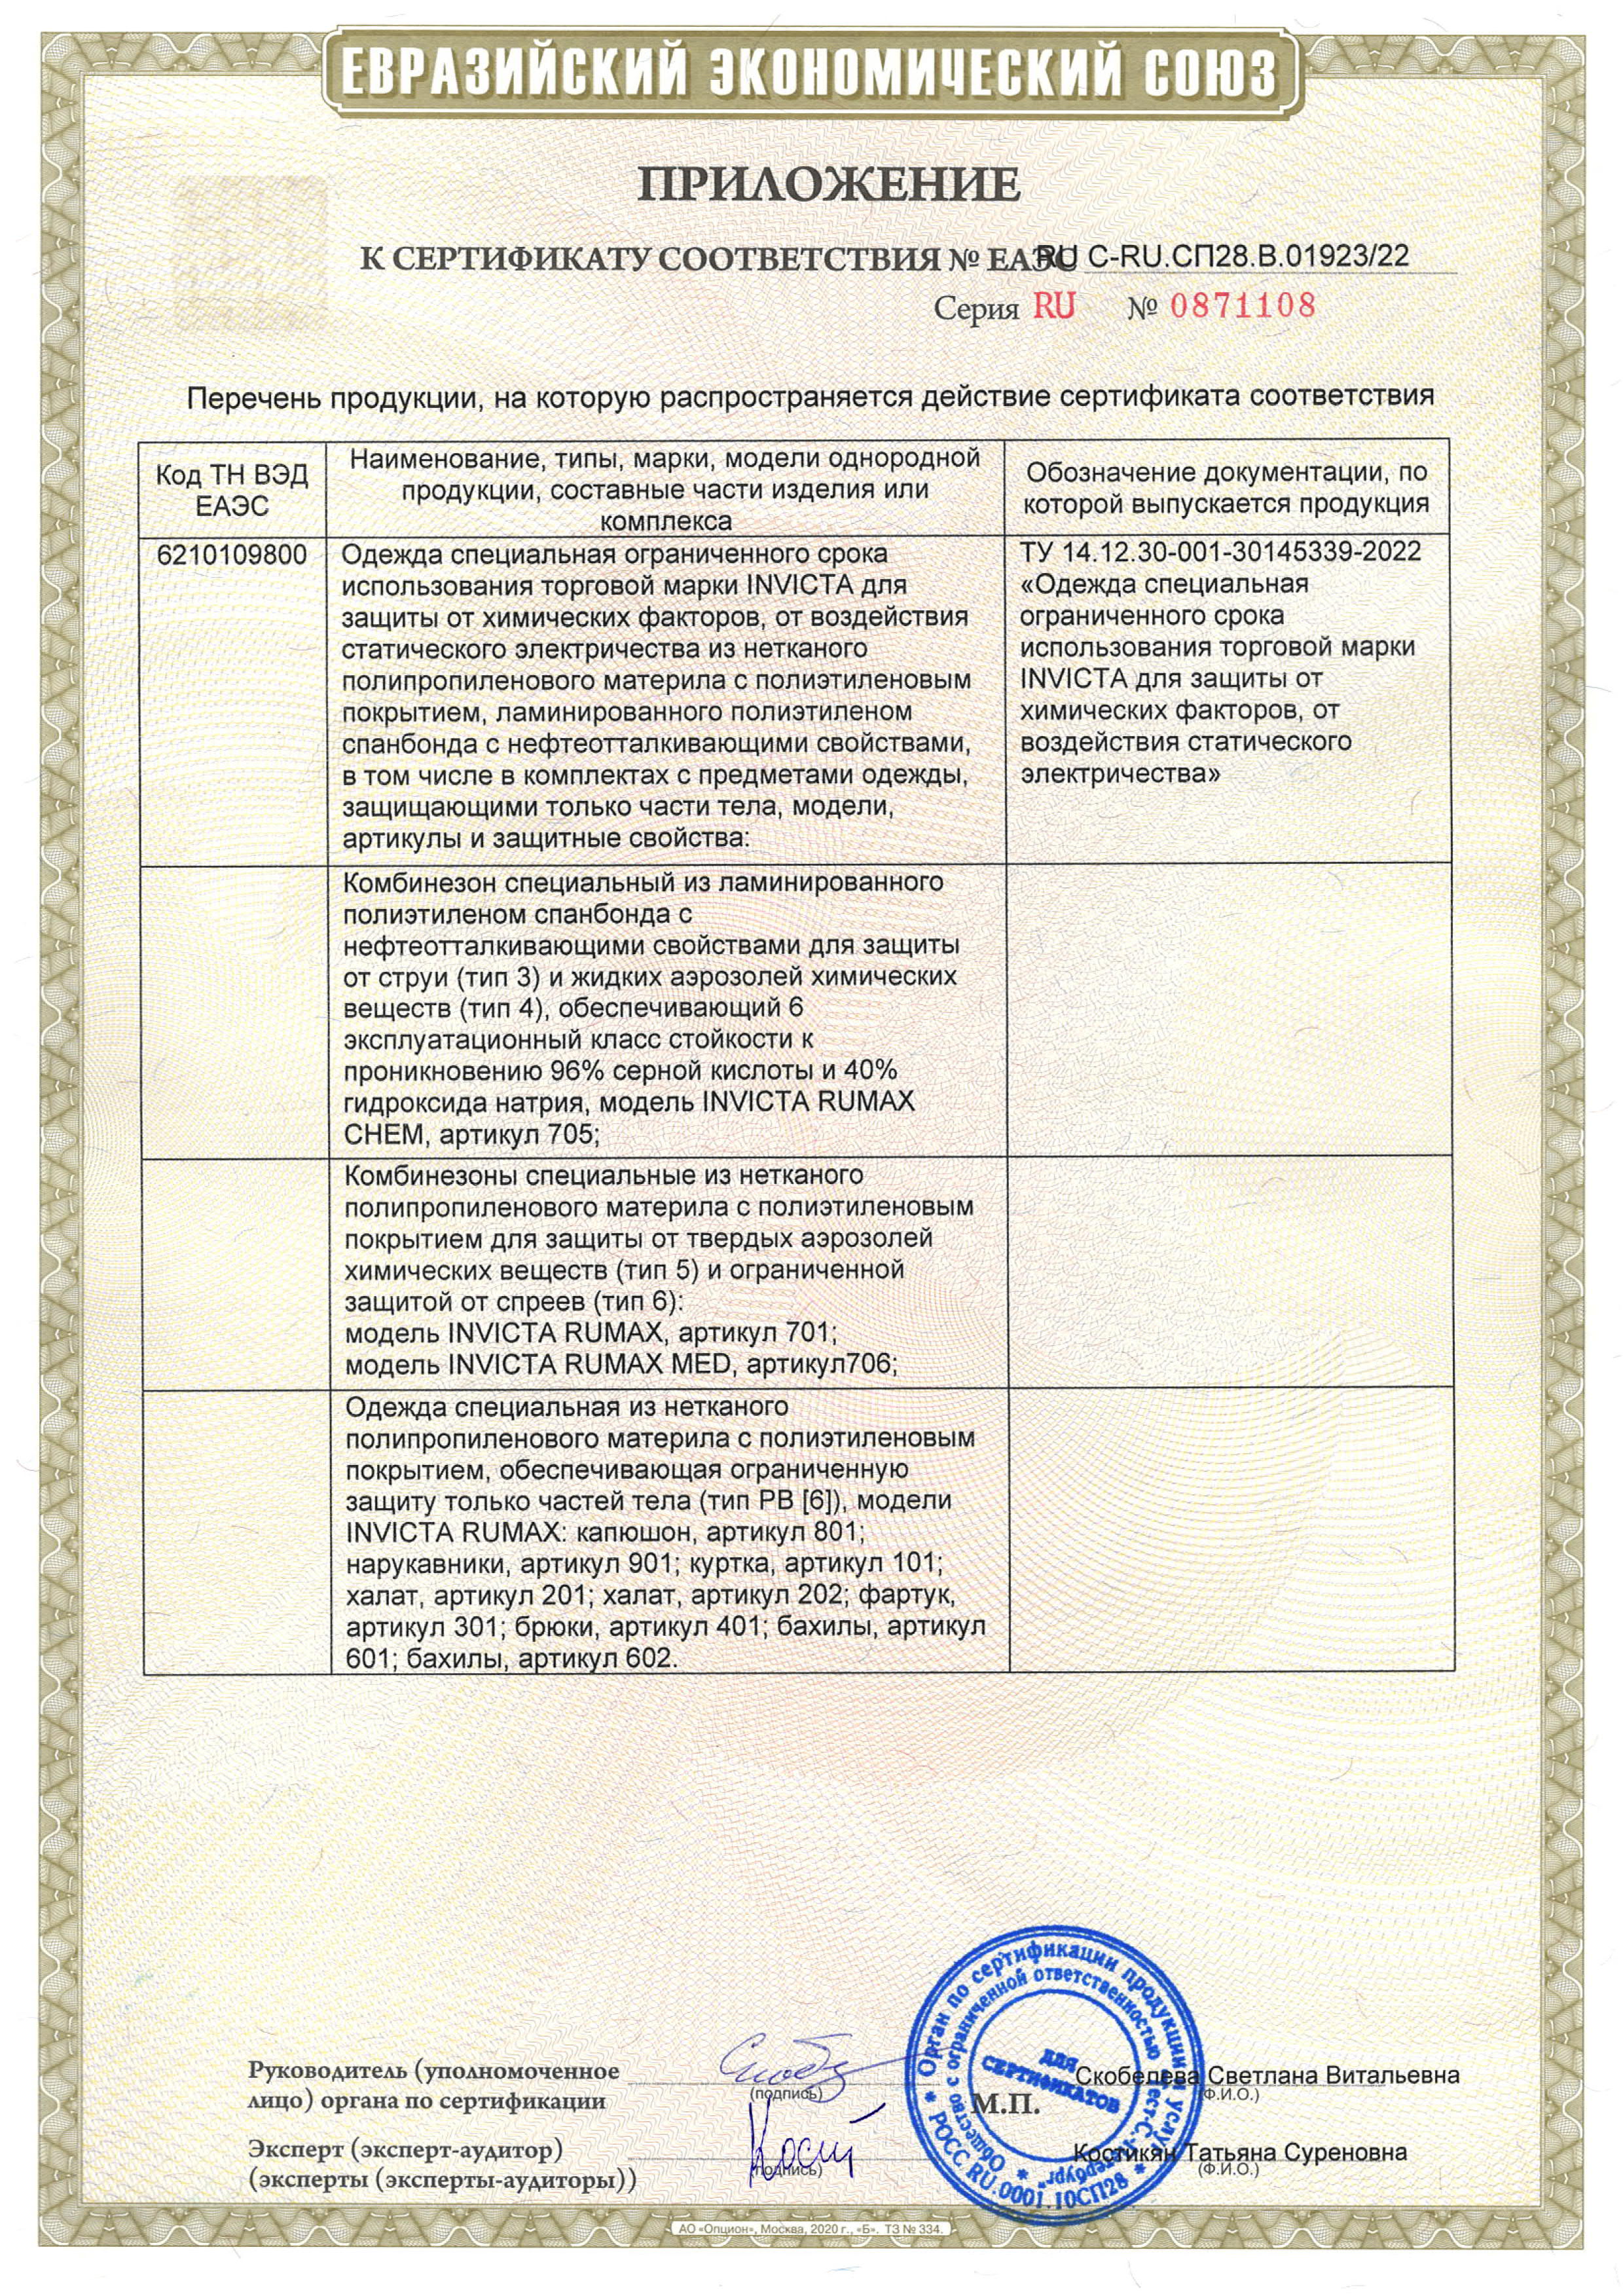 ЕВРАЗИЙСКИЙ ЭКОНОМИЧЕСКИЙ СОЮЗ
ПРИЛОЖЕНИЕ
К СЕРТИФИКАТУ СООТВЕТСТВИЯ № ЕАЭС RU С-RU.СП28.В.01923/22
Серия RU № 0871108
Перечень продукции, на которую распространяется действие сертификата соответствия
Код ТН ВЭД
ЕАЭС
Наименование, типы, марки, модели однородной
продукции, составные части изделия или
комплекса
Обозначение документации, по
которой выпускается продукция
6210109800
Одежда специальная ограниченного срока
использования торговой марки INVICTA для
защиты от химических факторов, от воздействия
статического электричества из нетканого
полипропиленового материла с полиэтиленовым
покрытием, ламинированного полиэтиленом
спанбонда с нефтеотталкивающими свойствами,
в том числе в комплектах с предметами одежды,
защищающими только части тела, модели,
артикулы и защитные свойства:
ТУ 14.12.30-001-30145339-2022
«Одежда специальная
ограниченного срока
использования торговой марки
INVICTA для защиты от
химических факторов, от
воздействия статического
электричества»
Комбинезон специальный из ламинированного
полиэтиленом спанбонда с
нефтеотталкивающими свойствами для защиты
от струи (тип 3) и жидких аэрозолей химических
веществ (тип 4), обеспечивающий 6
эксплуатационный класс стойкости к
проникновению 96% серной кислоты и 40%
гидроксида натрия, модель INVICTA RUMAX
CHEM, артикул 705;
Комбинезоны специальные из нетканого
полипропиленового материла с полиэтиленовым
покрытием для защиты от твердых аэрозолей
химических веществ (тип 5) и ограниченной
защитой от спреев (тип 6):
модель INVICTA RUMAX, артикул 701;
модель INVICTA RUMAX MED, артикул706;
Одежда специальная из нетканого
полипропиленового материла с полиэтиленовым
покрытием, обеспечивающая ограниченную
защиту только частей тела (тип РВ [6]), модели
INVICTA RUMAX: капюшон, артикул 801;
нарукавники, артикул 901; куртка, артикул 101;
халат, артикул 201; халат, артикул 202; фартук,
артикул 301; брюки, артикул 401; бахилы, артикул
601; бахилы, артикул 602.
Руководитель (уполномоченное
лицо) органа по сертификации
(подпись)
М.П.
Скобелева Светлана Витальевна
(Ф.И.О.)
Эксперт (эксперт-аудитор)
(эксперты (эксперты-аудиторы))
(подпись)
Костикян Татьяна Суреновна
(Ф.И.О.)
Орган по сертификации продукции и услуг
Общество с ограниченной ответственностью
РОСС RU.0001.10СП28
ДЛЯ
СЕРТИФИКАТОВ
АО «Опцион», Москва, 2020 г., «Б». ТЗ № 334.